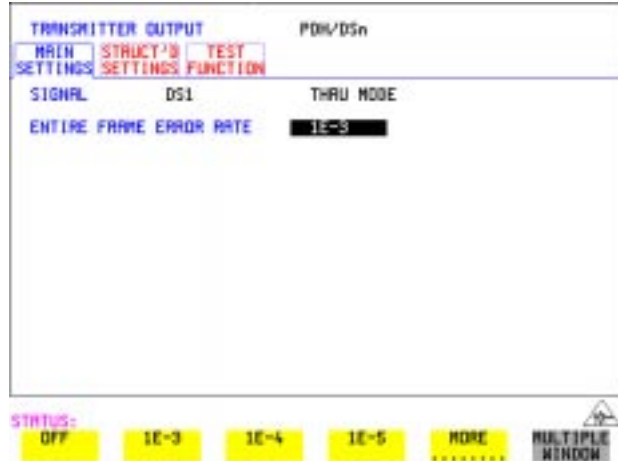 TRANSMITTER OUTPUT PDH/DSn
MAIN SETTINGS STRUCT'D SETTINGS TEST FUNCTION
SIGNAL DS1 THRU MODE
ENTIRE FRAME ERROR RATE 1E-3
STATUS:
OFF 1E-3 1E-4 1E-5 MORE ........ MULTIPLE WINDOW